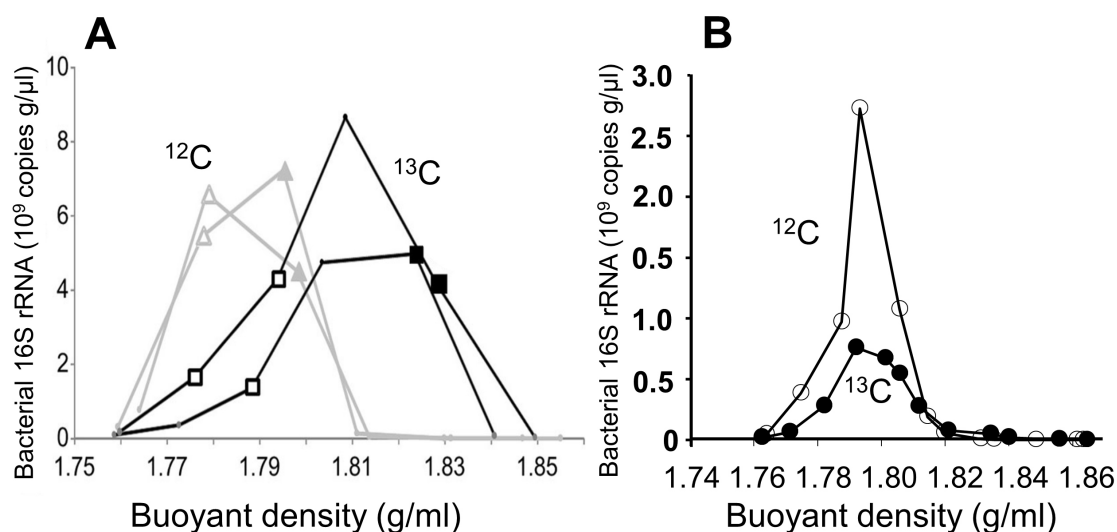 A
Bacterial 16S rRNA (10⁹ copies g/µl)
10
8
6
4
2
0
¹²C
¹³C
1.75 1.77 1.79 1.81 1.83 1.85
Buoyant density (g/ml)
B
Bacterial 16S rRNA (10⁹ copies g/µl)
3.0
2.5
2.0
0.5
1.0
0.5
0
¹²C
¹³C
1.74 1.76 1.78 1.80 1.82 1.84 1.86
Buoyant density (g/ml)